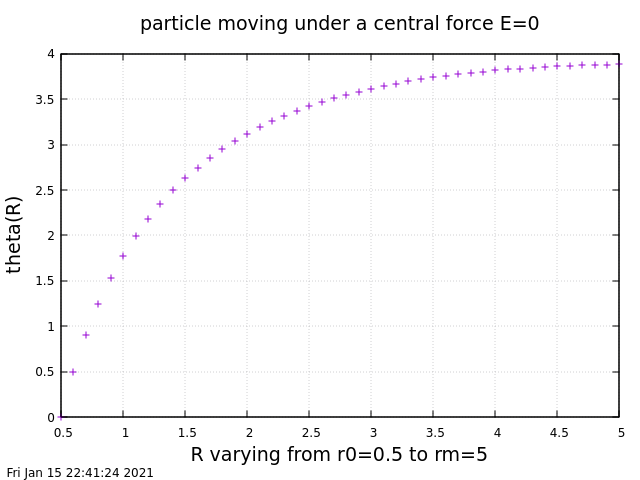 particle moving under a central force E=0
4
3.5
3
2.5
2
1.5
1
0.5
0
theta(R)
0.5 1 1.5 2 2.5 3 3.5 4 4.5 5
R varying from r0=0.5 to rm=5
Fri Jan 15 22:41:24 2021